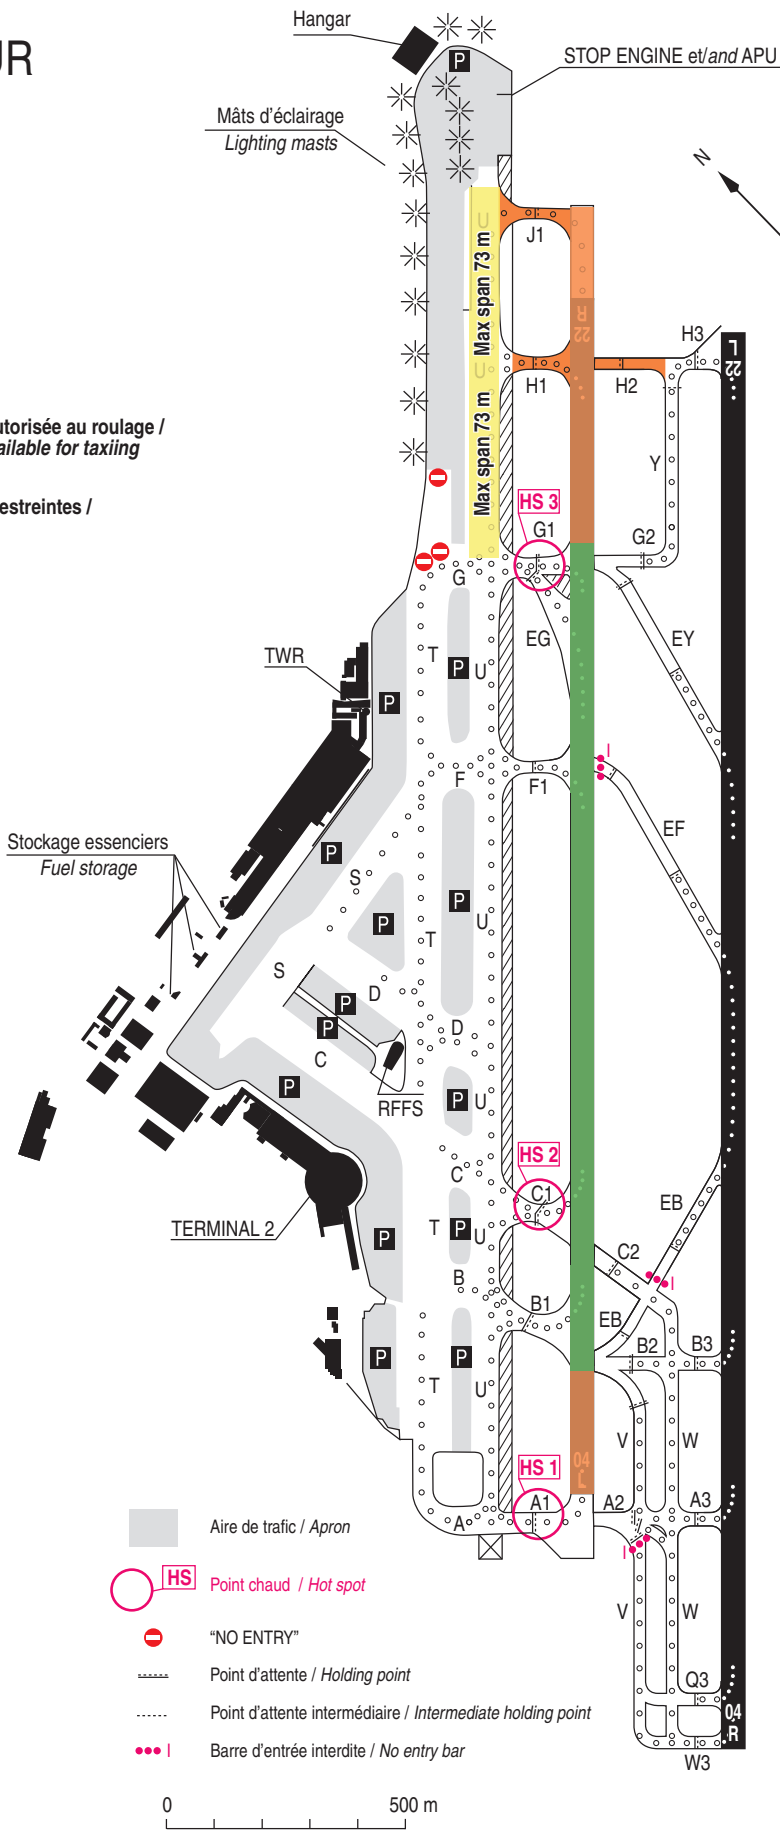 UR
Hangar
STOP ENGINE et/and APU
Mâts d'éclairage
Lighting masts
N
U
J1
Max span 73 m
22
R
H3
L
22
U
H1
H2
utorisée au roulage /
ailable for taxiing
Max span 73 m
Y
estreintes /
HS 3
G1
G2
G
TWR
T
P
U
EG
EY
P
I
F
F1
EF
Stockage essenciers
Fuel storage
P
S
P
P
T
U
S
D
P
P
D
C
P
RFFS
P
U
HS 2
C
C1
EB
TERMINAL 2
T
P
U
P
C2
I
B
B1
EB
B2
B3
P
P
T
U
V
W
04
L
HS 1
A1
A2
A3
A
I
Aire de trafic / Apron
HS
Point chaud / Hot spot
V
W
"NO ENTRY"
Point d'attente / Holding point
Q3
Point d'attente intermédiaire / Intermediate holding point
04
R
I
Barre d'entrée interdite / No entry bar
W3
0
500 m
P